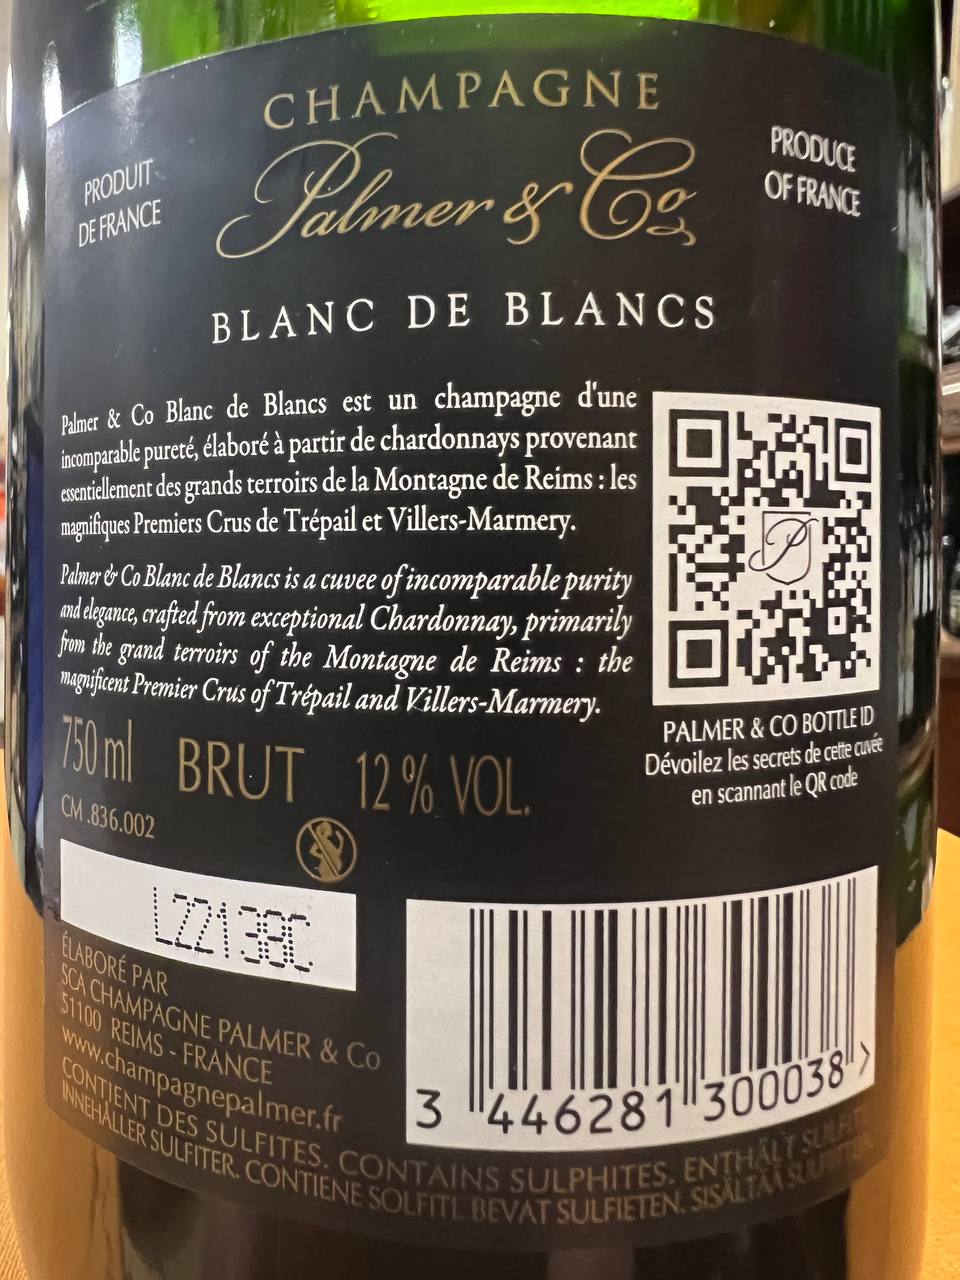 CHAMPAGNE
Palmer & Co
PRODUIT
DE FRANCE
PRODUCE
OF FRANCE
BLANC DE BLANCS
Palmer & Co Blanc de Blancs est un champagne d'une
incomparable pureté, élaboré à partir de chardonnays provenant
essentiellement des grands terroirs de la Montagne de Reims : les
magnifiques Premiers Crus de Trépail et Villers-Marmery.
Palmer & Co Blanc de Blancs is a cuvee of incomparable purity
and elegance, crafted from exceptional Chardonnay, primarily
from the grand terroirs of the Montagne de Reims : the
magnificent Premier Crus of Trépail and Villers-Marmery.
P
PALMER & CO BOTTLE ID
Dévoilez les secrets de cette cuvée
en scannant le QR code
750 ml BRUT 12 % VOL.
CM .836.002
L22138C
ÉLABORÉ PAR
SCA CHAMPAGNE PALMER & Co
51100 REIMS - FRANCE
www.champagnepalmer.fr
3 446281 300038 >
CONTIENT DES SULFITES. CONTAINS SULPHITES. ENTHÄLT
INNEHÅLLER SULFITER. CONTIENE SOLFITI. BEVAT SULFIETEN. SISÄLTÄÄ